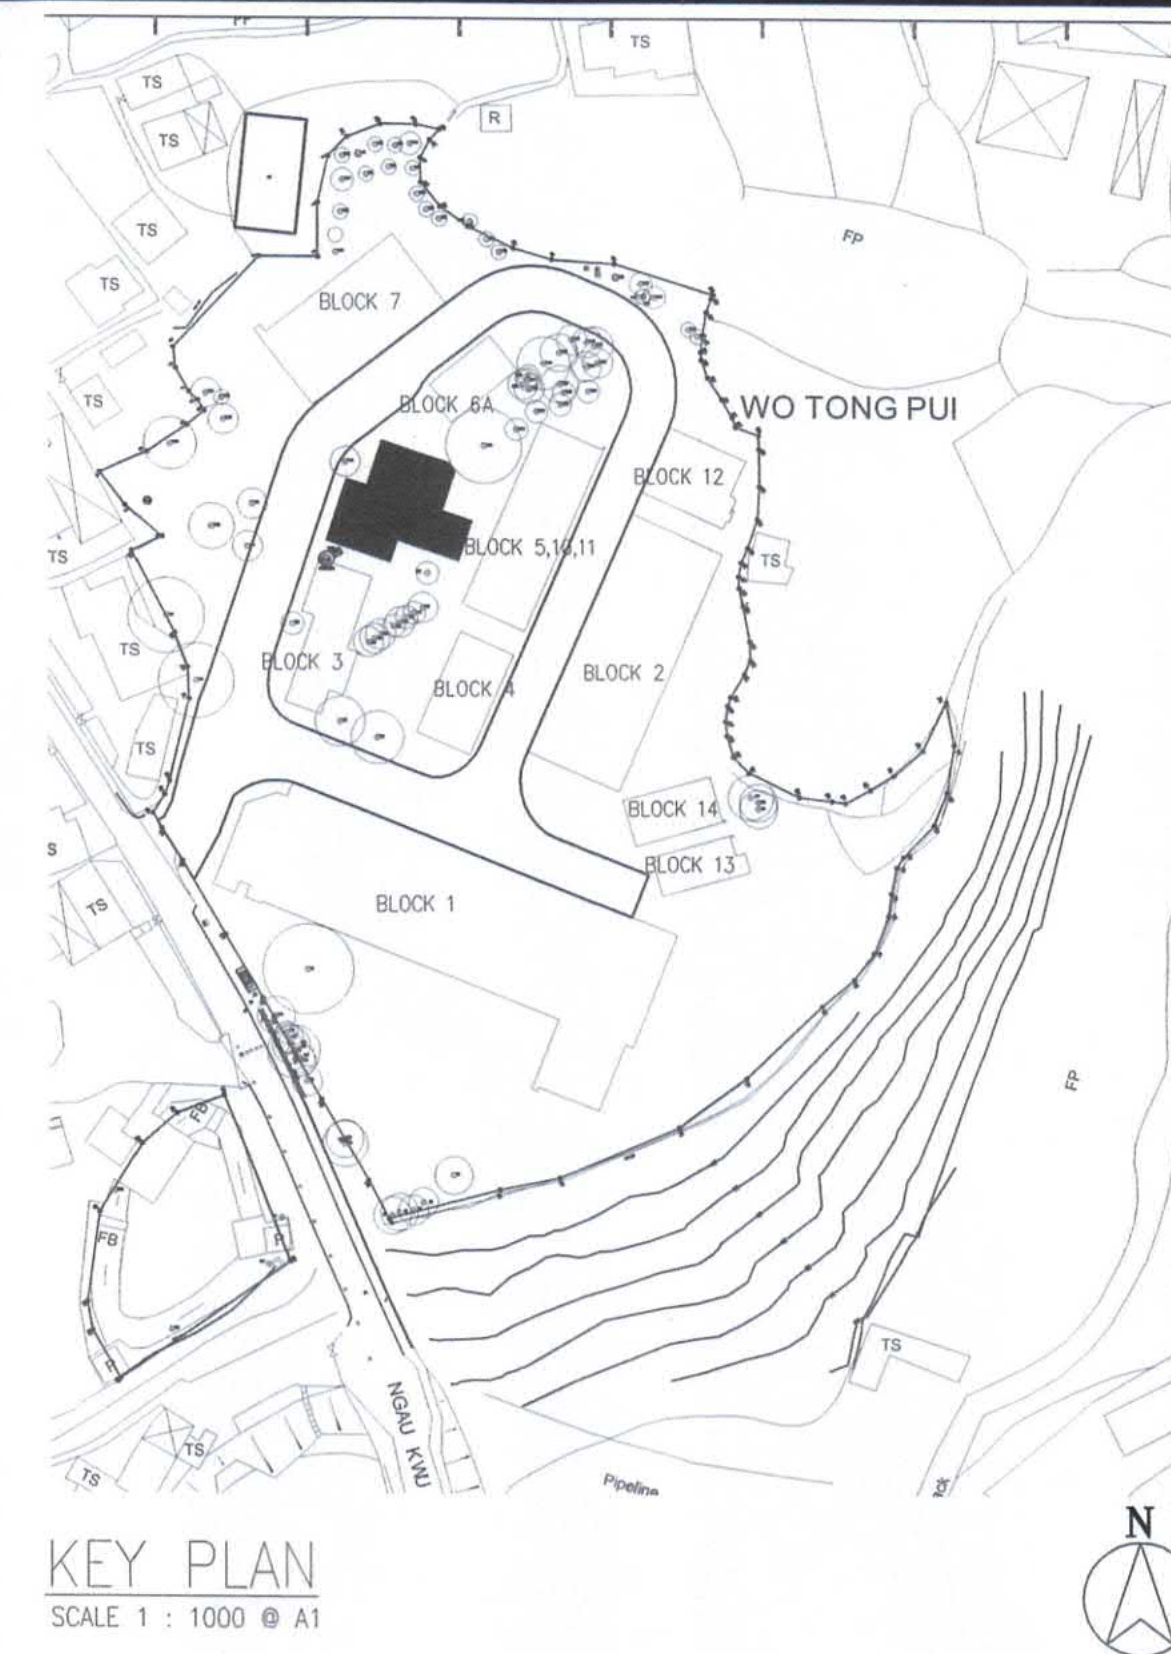 TS
TS
R
TS
TS
FP
TS
BLOCK 7
TS
BLOCK 6A
WO TONG PUI
BLOCK 12
TS
BLOCK 5,10,11
TS
TS
BLOCK 3
BLOCK 4
BLOCK 2
TS
BLOCK 14
S
BLOCK 13
TS
BLOCK 1
FP
FB
FB
TS
NGAU KWU
TS
TS
Pipeline
N
KEY PLAN
SCALE 1 : 1000 @ A1